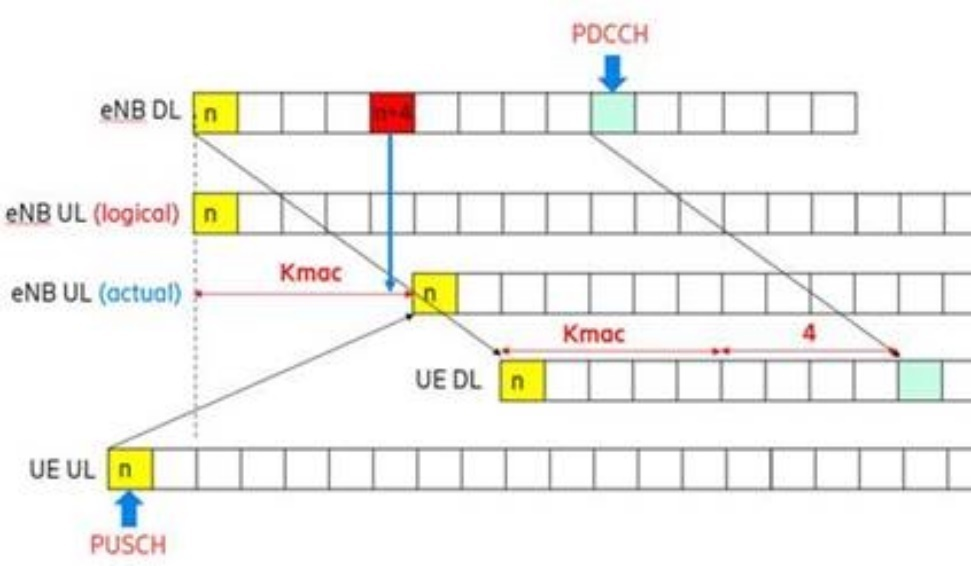 PDCCH
eNB DL
n
n+4
eNB UL (logical)
n
Kmac
eNB UL (actual)
n
Kmac
4
UE DL
n
UE UL
n
PUSCH